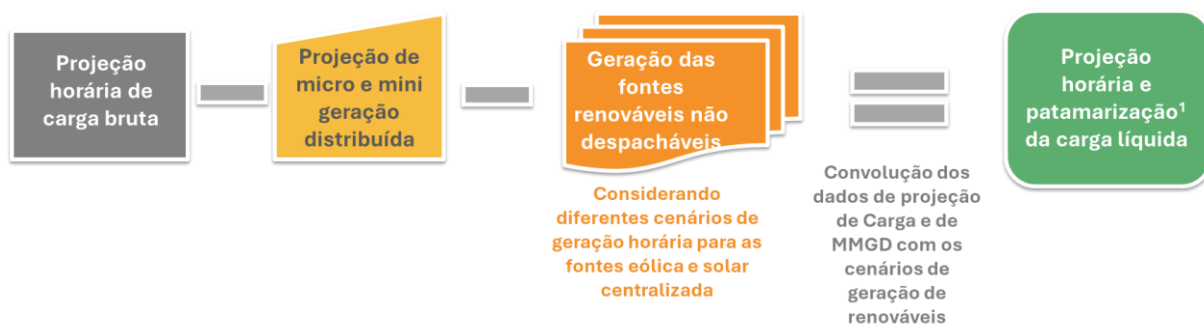 Projeção
horária de
carga bruta
Projeção de
micro e mini
geração
distribuída
Geração das
fontes
renováveis não
despacháveis
Considerando
diferentes cenários de
geração horária para as
fontes eólica e solar
centralizada
Convolução dos
dados de projeção
de Carga e de
MMGD com os
cenários de
geração de
renováveis
Projeção
horária e
patamarização¹
da carga líquida